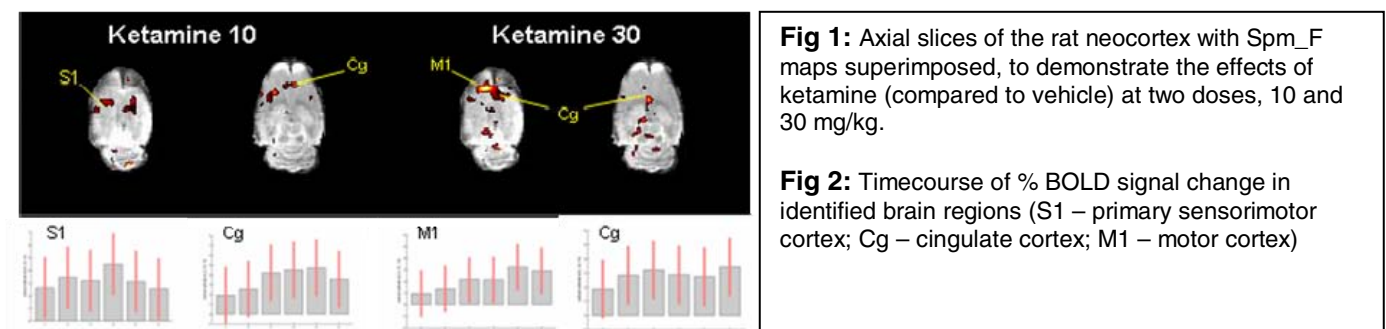 Ketamine 10
Ketamine 30
S1
Cg
M1
Cg
S1
Cg
M1
Cg
Fig 1: Axial slices of the rat neocortex with Spm_F
maps superimposed, to demonstrate the effects of
ketamine (compared to vehicle) at two doses, 10 and
30 mg/kg.
Fig 2: Timecourse of % BOLD signal change in
identified brain regions (S1 – primary sensorimotor
cortex; Cg – cingulate cortex; M1 – motor cortex)